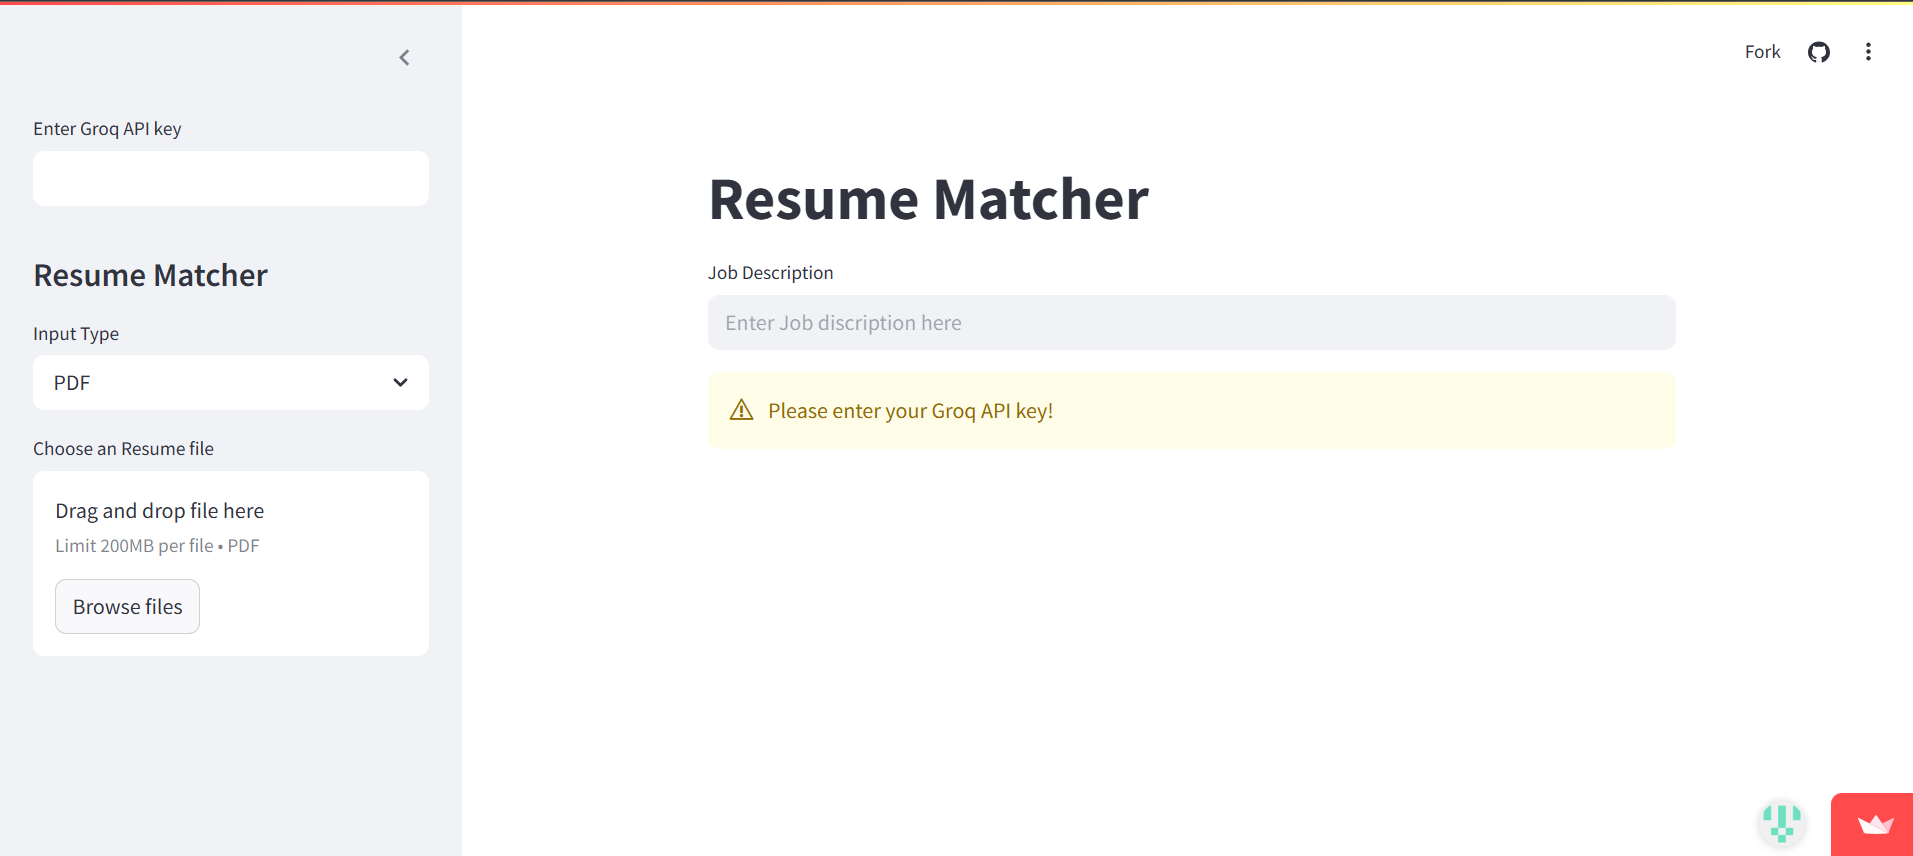 Fork
Enter Groq API key
Resume Matcher
Input Type
PDF
Choose an Resume file
Drag and drop file here
Limit 200MB per file • PDF
Browse files
Resume Matcher
Job Description
Enter Job discription here
Please enter your Groq API key!